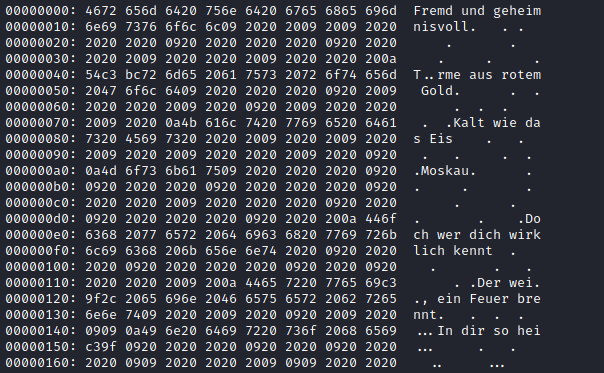 00000000: 4672 656d 6420 756e 6420 6765 6865 696d  Fremd und geheim
00000010: 6e69 7376 6f6c 6c09 2020 2009 2009 2020  nisvoll.   . .
00000020: 2020 2020 0920 2020 2020 2020 0920 2020      .       .
00000030: 2020 2009 2020 2009 2020 2009 2020 200a     .   .   .   .
00000040: 54c3 bc72 6d65 2061 7573 2072 6f74 656d  T..rme aus rotem
00000050: 2047 6f6c 6409 2020 2020 2020 0920 2009   Gold.      .  .
00000060: 2020 2020 2009 2020 0920 2009 2020 2020       .  .  .
00000070: 2009 2020 0a4b 616c 7420 7769 6520 6461   .  .Kalt wie da
00000080: 7320 4569 7320 2020 2009 2020 2009 2020  s Eis    .   .
00000090: 2009 2020 2009 2020 2020 2009 2020 0920   .   .     .  .
000000a0: 0a4d 6f73 6b61 7509 2020 2020 2020 0920  .Moskau.      .
000000b0: 0920 2020 0920 2020 2020 2020 0920 2020  .   .       .
000000c0: 2020 2020 2009 2020 2020 2020 0920 2020       .      .
000000d0: 0920 2020 2020 2020 0920 2020 200a 446f  .       .    .Do
000000e0: 6368 2077 6572 2064 6963 6820 7769 726b  ch wer dich wirk
000000f0: 6c69 6368 206b 656e 6e74 2020 0920 2020  lich kennt  .
00000100: 2020 0920 2020 2020 2020 0920 2020 0920    .       .   .
00000110: 2020 2020 2009 200a 4465 7220 7765 69c3       . .Der wei.
00000120: 9f2c 2065 696e 2046 6575 6572 2062 7265  ., ein Feuer bre
00000130: 6e6e 7409 2020 2009 2020 2009 2020 0920  nnt.   .   .  .
00000140: 0909 0a49 6e20 6469 7220 736f 2068 6569  ...In dir so hei
00000150: c39f 0920 2020 2020 2020 0920 2020 0920  ...       .   .
00000160: 2020 0909 2020 2020 2009 0909 2020 2020    ..     ...